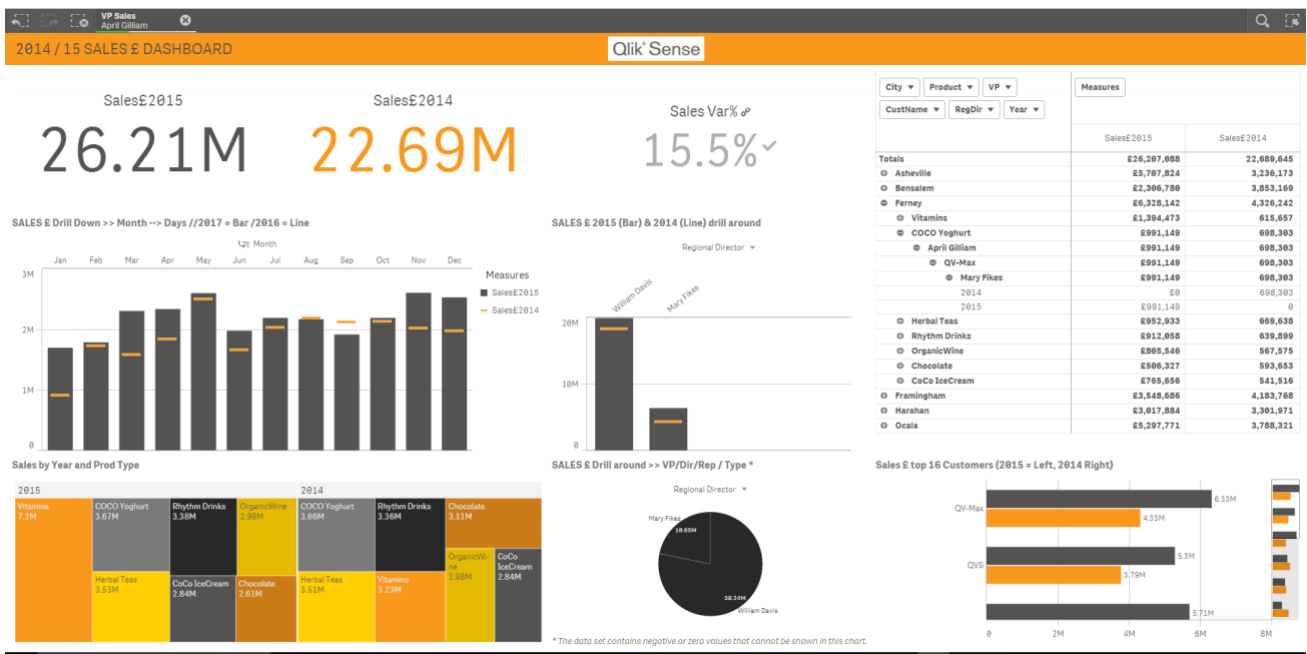 VP Sales
April Gilliam
2014 / 15 SALES £ DASHBOARD
Qlik Sense
Sales£2015
26.21M
Sales£2014
22.69M
Sales Var%
15.5%
City Product VP
CustName RegDir Year
Measures
Sales£2015 Sales£2014
Totals £26,207,088 22,689,645
Asheville £5,707,824 3,236,173
Bensalem £2,306,780 3,853,169
Ferney £6,328,142 4,326,242
Vitamins £1,394,473 615,657
COCO Yoghurt £991,149 698,303
April Gilliam £991,149 698,303
QV-Max £991,149 698,303
Mary Fikes £991,149 698,303
2014 £0 698,303
2015 £991,149 0
Herbal Teas £952,933 669,638
Rhythm Drinks £912,058 639,899
OrganicWine £805,546 567,575
Chocolate £506,327 593,653
CoCo IceCream £765,656 541,516
Framingham £3,548,686 4,183,768
Harahan £3,017,884 3,301,971
Ocala £5,297,771 3,788,321
SALES £ Drill Down >> Month --> Days //2017 = Bar /2016 = Line
Month
Jan Feb Mar Apr May Jun Jul Aug Sep Oct Nov Dec
3M
2M
1M
0
Measures
Sales£2015
Sales£2014
SALES £ 2015 (Bar) & 2014 (Line) drill around
Regional Director
William Davis
Mary Fikes
20M
10M
0
Sales by Year and Prod Type
2015
Vitamins
7.2M
COCO Yoghurt
3.67M
Rhythm Drinks
3.38M
OrganicWine
2.99M
Herbal Teas
3.53M
CoCo IceCream
2.84M
Chocolate
2.61M
2014
COCO Yoghurt
3.66M
Rhythm Drinks
3.36M
Chocolate
3.11M
Herbal Teas
3.51M
Vitamins
3.23M
OrganicWi-
ne
2.98M
CoCo
IceCream
2.84M
SALES £ Drill around >> VP/Dir/Rep / Type *
Regional Director
Mary Fikes
10.65M
38.24M
William Davis
* The data set contains negative or zero values that cannot be shown in this chart.
Sales £ top 16 Customers (2015 = Left, 2014 Right)
QV-Max
6.33M
4.33M
QVS
5.3M
3.79M
5.71M
0 2M 4M 6M 8M